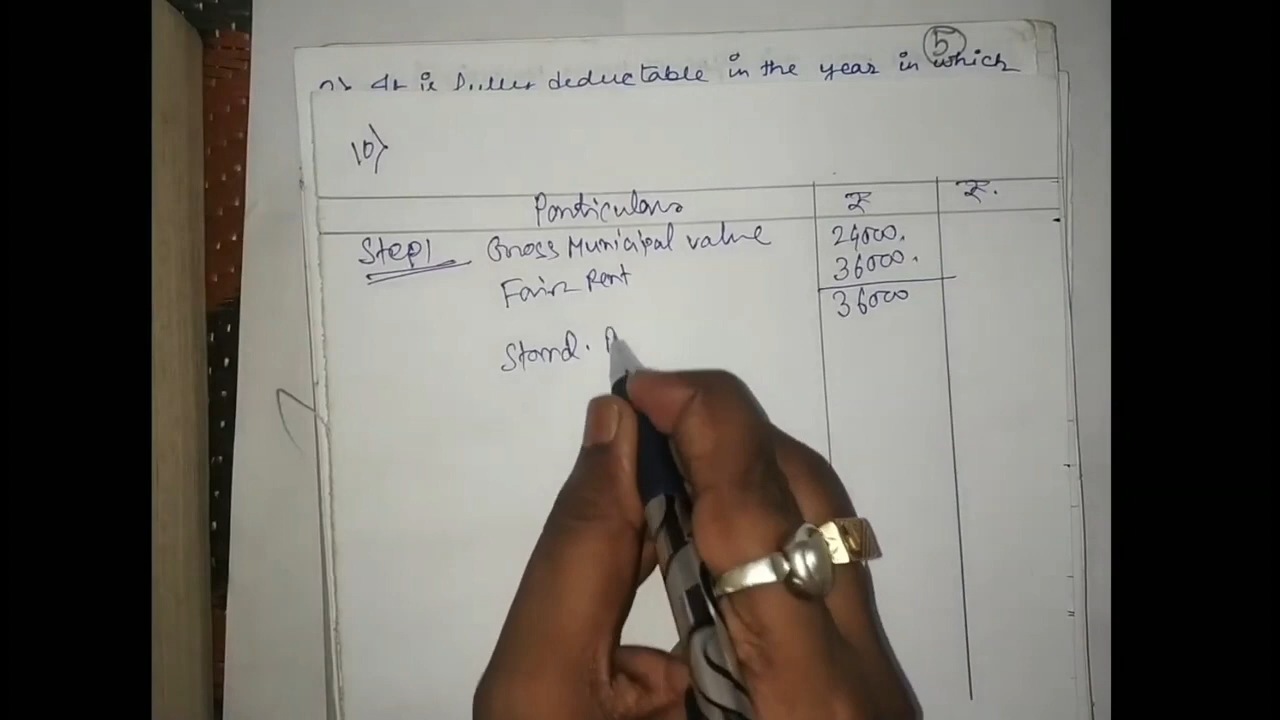 5
It is deductable in the year in which
10)
Particulars ₹ ₹.
Step1 Gross Municipal value 24000.
Fair Rent 36000.
36000
Stand. R